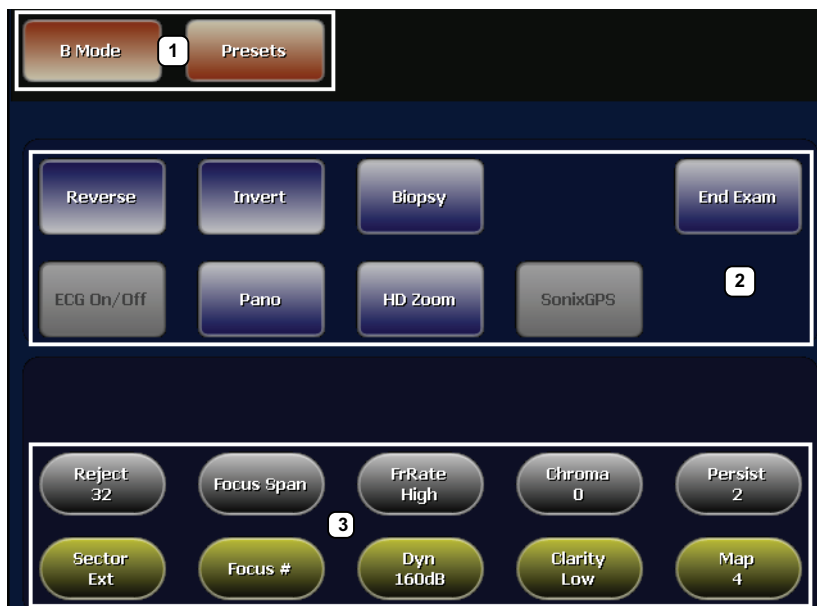 B Mode 1 Presets
Reverse Invert Biopsy End Exam
ECG On/Off Pano HD Zoom SonixGPS 2
Reject Focus Span FrRate Chroma Persist
32 High 0 2
3
Sector Focus # Dyn Clarity Map
Ext 160dB Low 4